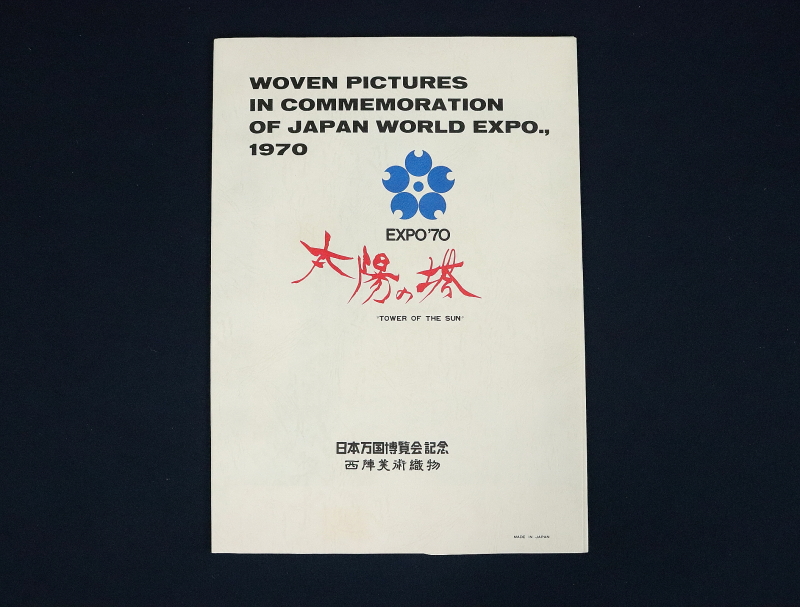 WOVEN PICTURES
IN COMMEMORATION
OF JAPAN WORLD EXPO.,
1970
EXPO'70
太陽の塔
"TOWER OF THE SUN"
日本万国博覧会記念
西陣美術織物
MADE IN JAPAN